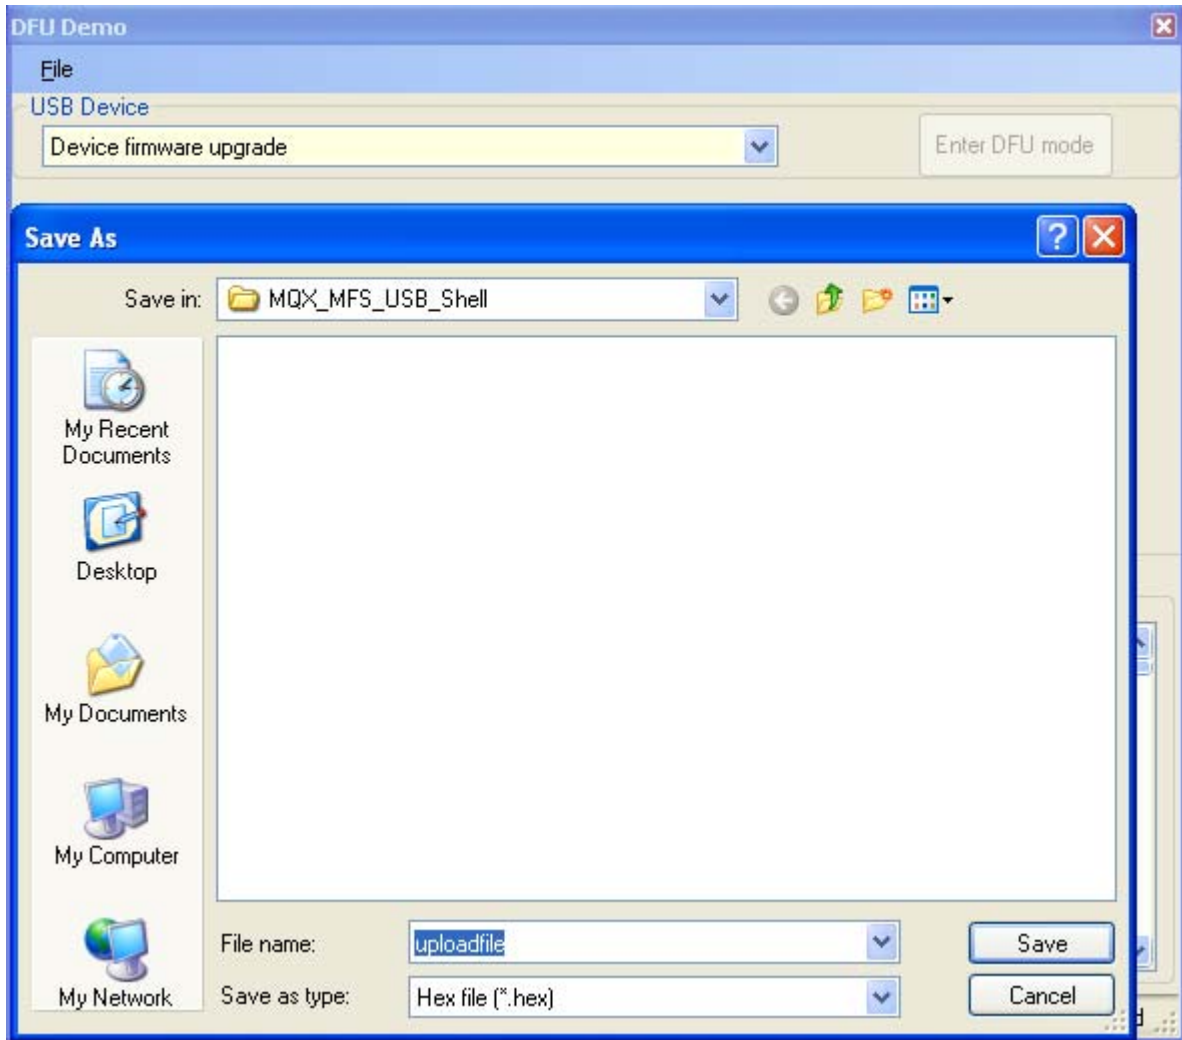 DFU Demo
File
USB Device
Device firmware upgrade
Enter DFU mode
Save As
Save in:
MQX_MFS_USB_Shell
My Recent
Documents
Desktop
My Documents
My Computer
My Network
File name:
uploadfile
Save
Save as type:
Hex file (*.hex)
Cancel